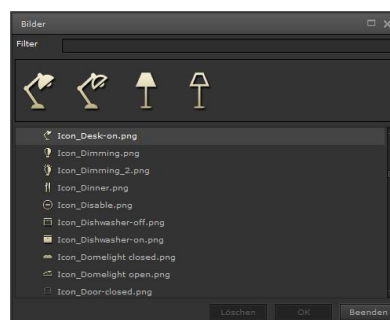 Bilder
Filter
Icon_Desk-on.png
Icon_Dimming.png
Icon_Dimming_2.png
Icon_Dinner.png
Icon_Disable.png
Icon_Dishwasher-off.png
Icon_Dishwasher-on.png
Icon_Domelight closed.png
Icon_Domelight open.png
Icon_Door-closed.png
Löschen OK Beenden